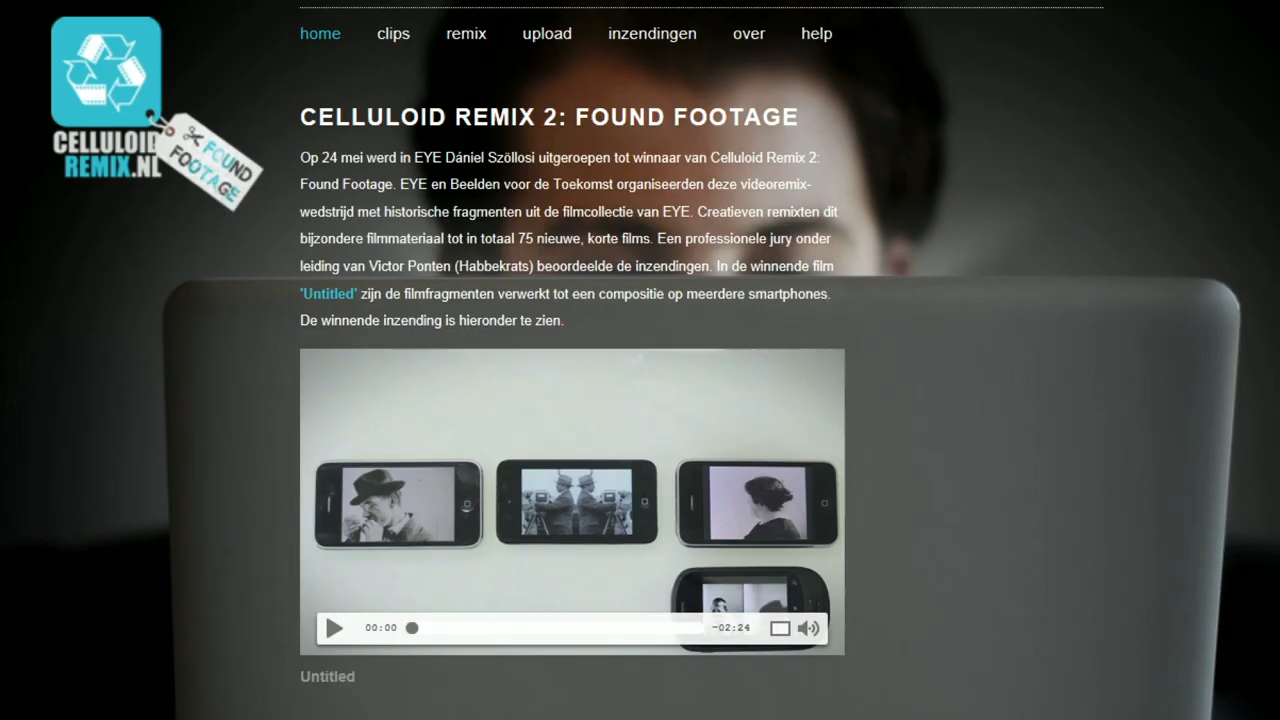 home clips remix upload inzendingen over help
CELLULOID
REMIX.NL
FOUND
FOOTAGE
CELLULOID REMIX 2: FOUND FOOTAGE
Op 24 mei werd in EYE Dániel Szöllosi uitgeroepen tot winnaar van Celluloid Remix 2:
Found Footage. EYE en Beelden voor de Toekomst organiseerden deze videoremix-
wedstrijd met historische fragmenten uit de filmcollectie van EYE. Creatieven remixten dit
bijzondere filmmateriaal tot in totaal 75 nieuwe, korte films. Een professionele jury onder
leiding van Victor Ponten (Habbekrats) beoordeelde de inzendingen. In de winnende film
'Untitled' zijn de filmfragmenten verwerkt tot een compositie op meerdere smartphones.
De winnende inzending is hieronder te zien.
00:00 -02:24
Untitled